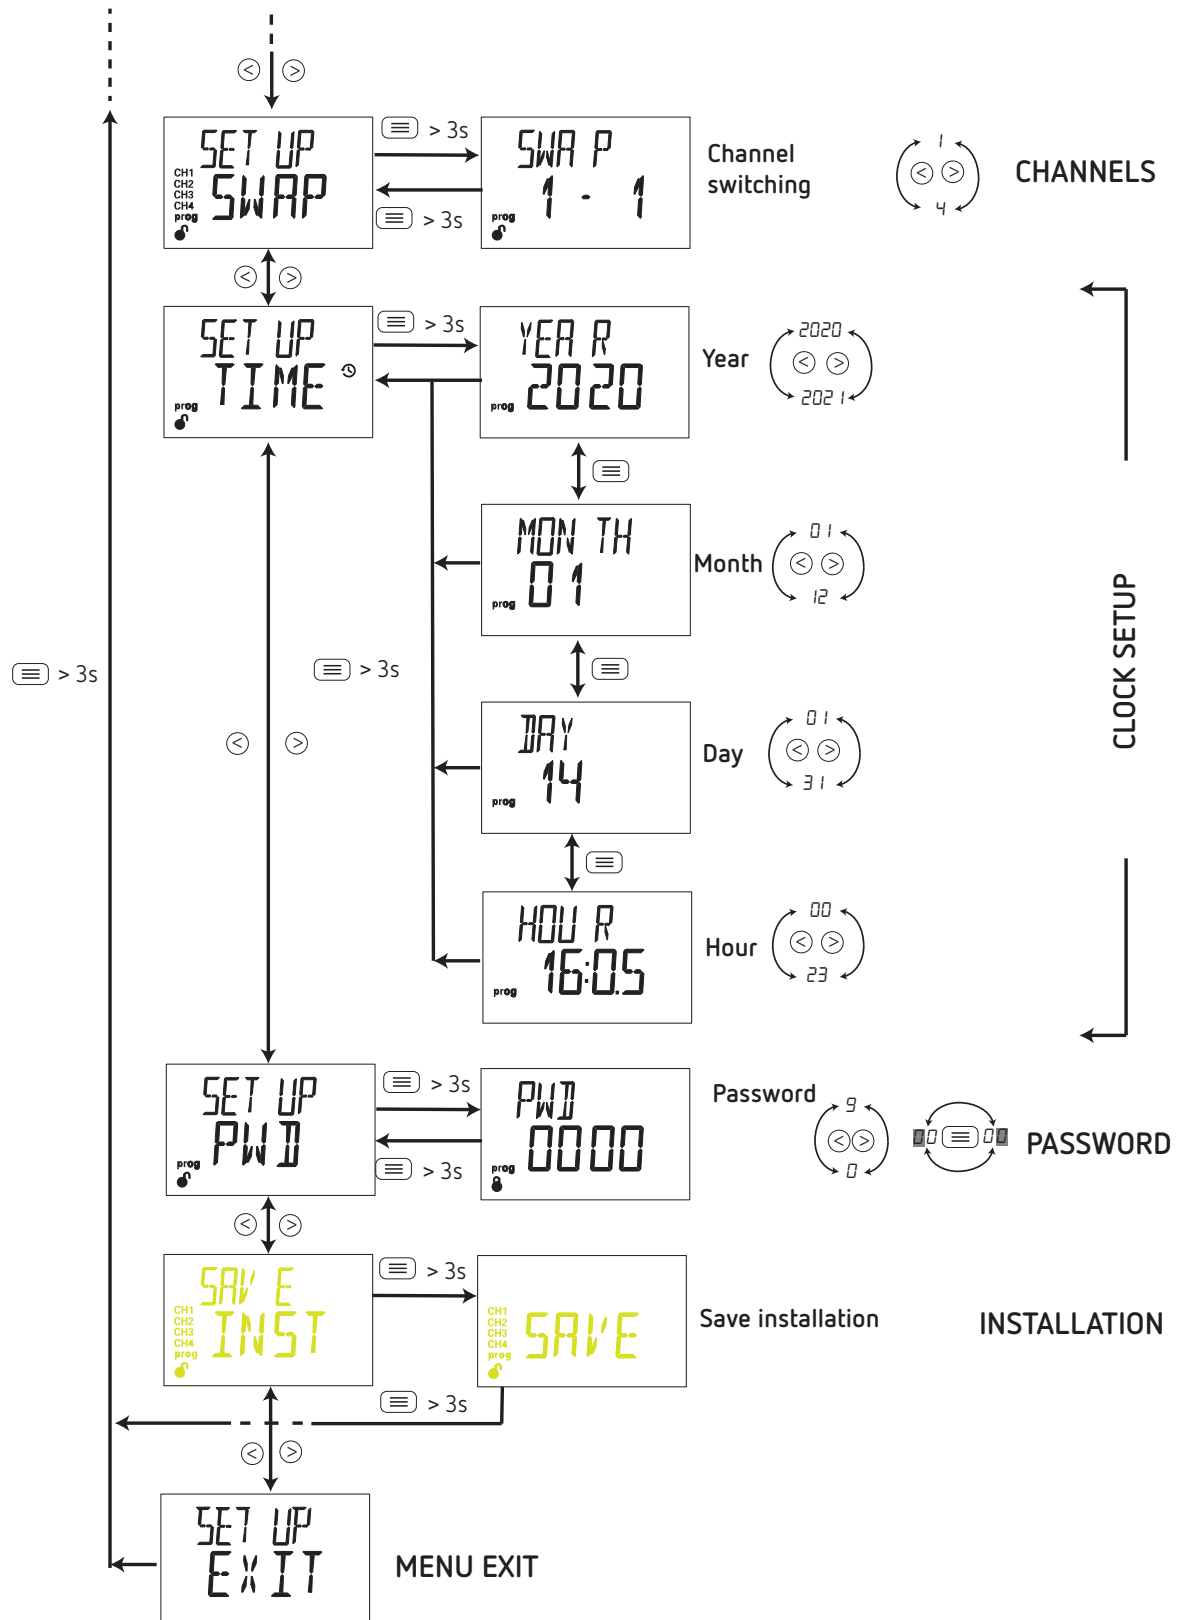 < >
SET UP
CH1
CH2
CH3
CH4
SWAP
prog
> 3s
> 3s
SWA P
1 - 1
prog
Channel
switching
1
< >
4
CHANNELS
< >
SET UP
TIME
prog
> 3s
YEA R
2020
prog
Year
2020
< >
2021
MON TH
01
prog
Month
01
< >
12
> 3s
> 3s
CLOCK SETUP
DAY
14
prog
Day
01
< >
31
< >
HOU R
16:0.5
prog
Hour
00
< >
23
SET UP
PWD
prog
> 3s
> 3s
PWD
0000
prog
Password
9
< >
0
00 00
PASSWORD
< >
SAV E
CH1
CH2
CH3
CH4
INST
prog
> 3s
CH1
CH2
CH3
CH4
SAVE
prog
Save installation
INSTALLATION
> 3s
< >
SET UP
EXIT
MENU EXIT